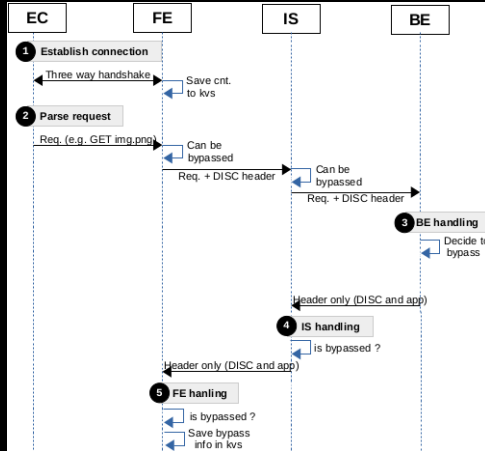 EC FE IS BE
1 Establish connection
Three way handshake
Save cnt.
to kvs
2 Parse request
Req. (e.g. GET img.png)
Can be
bypassed
Req. + DISC header
Can be
bypassed
Req. + DISC header
3 BE handling
Decide to
bypass
Header only (DISC and app)
4 IS handling
is bypassed ?
Header only (DISC and app)
5 FE hanling
is bypassed ?
Save bypass
info in kvs